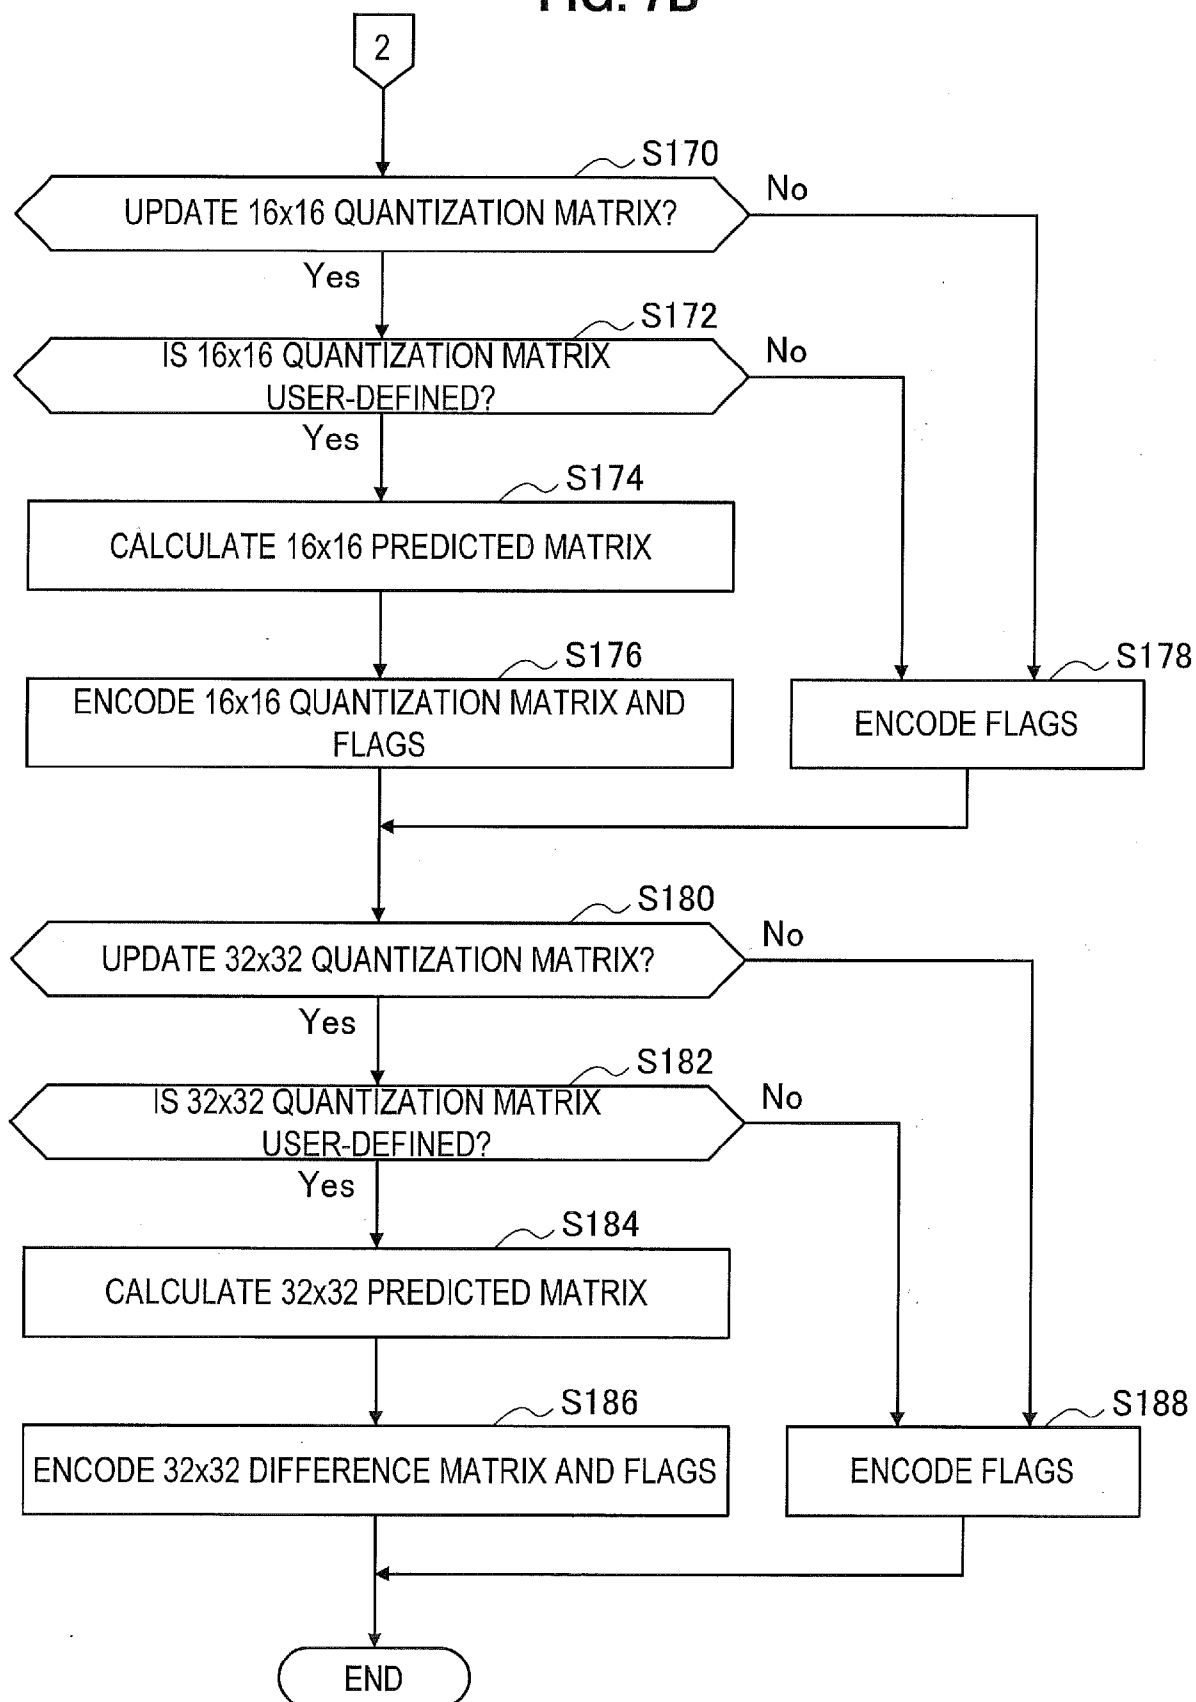 FIG. 7B
2
S170
UPDATE 16x16 QUANTIZATION MATRIX?
No
Yes
S172
IS 16x16 QUANTIZATION MATRIX
USER-DEFINED?
No
Yes
S174
CALCULATE 16x16 PREDICTED MATRIX
S176
ENCODE 16x16 QUANTIZATION MATRIX AND
FLAGS
S178
ENCODE FLAGS
S180
UPDATE 32x32 QUANTIZATION MATRIX?
No
Yes
S182
IS 32x32 QUANTIZATION MATRIX
USER-DEFINED?
No
Yes
S184
CALCULATE 32x32 PREDICTED MATRIX
S186
ENCODE 32x32 DIFFERENCE MATRIX AND FLAGS
S188
ENCODE FLAGS
END